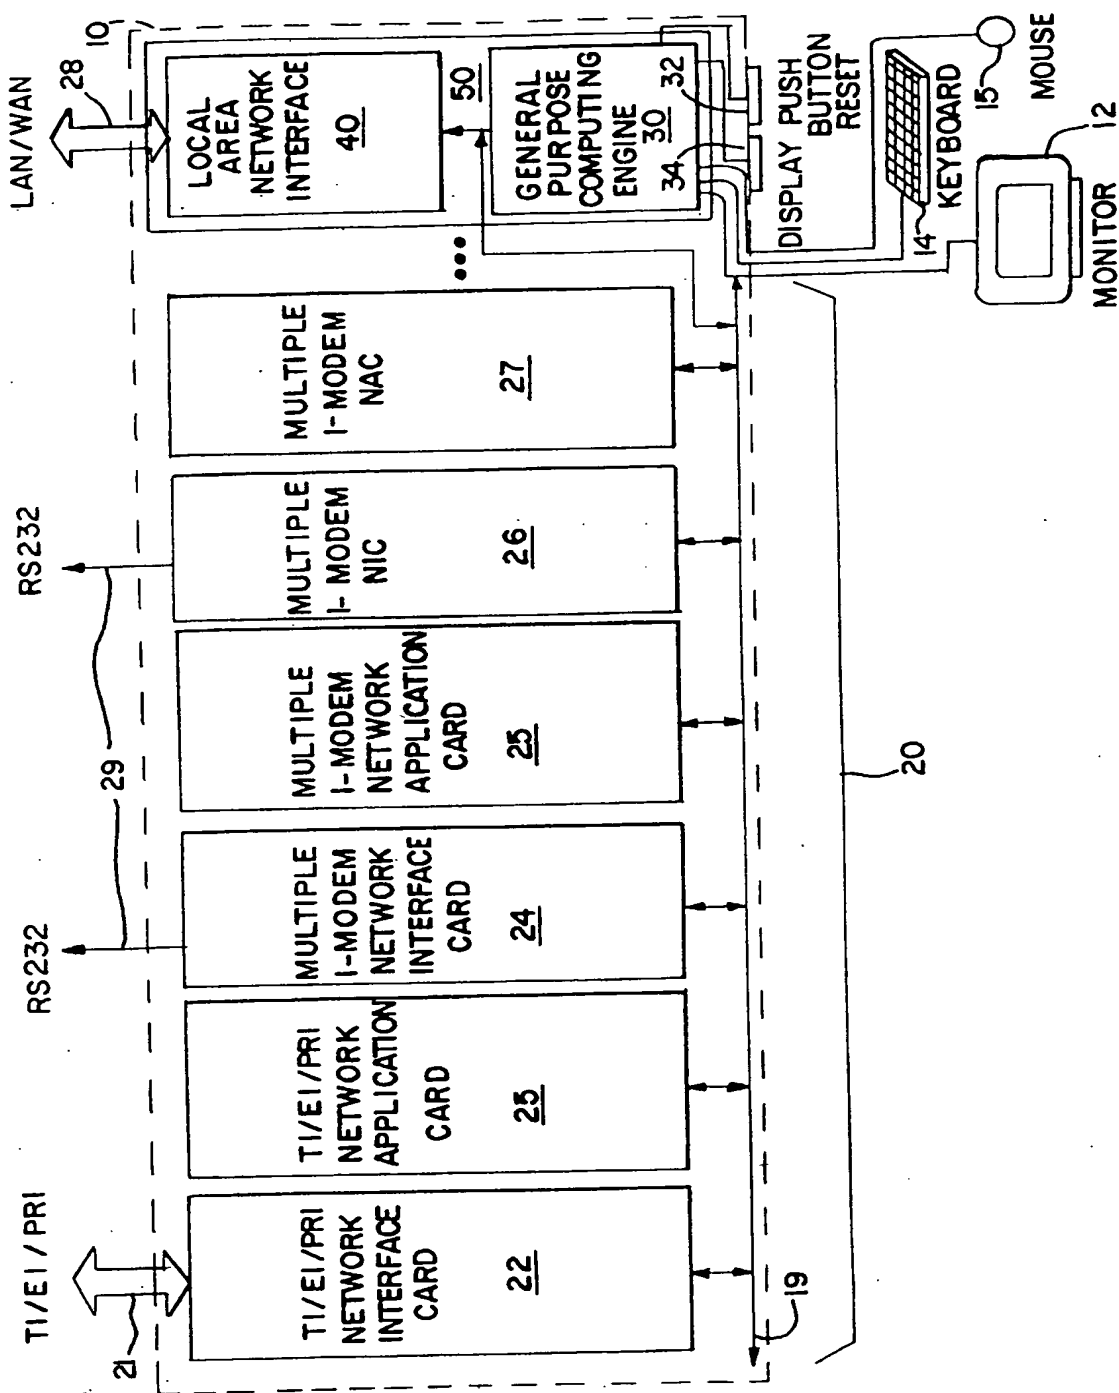 T1/E1/PRI
RS232
RS232
LAN/WAN
21
29
28
10
T1/E1/PRI
NETWORK
INTERFACE
CARD
22
T1/E1/PRI
NETWORK
APPLICATION
CARD
23
MULTIPLE
I-MODEM
NETWORK
INTERFACE
CARD
24
MULTIPLE
I-MODEM
NETWORK
APPLICATION
CARD
25
MULTIPLE
I-MODEM
NIC
26
MULTIPLE
I-MODEM
NAC
27
LOCAL
AREA
NETWORK
INTERFACE
40
50
GENERAL
PURPOSE
COMPUTING
ENGINE
30
34
32
19
20
DISPLAY PUSH
BUTTON
RESET
14
KEYBOARD
15
MOUSE
12
MONITOR